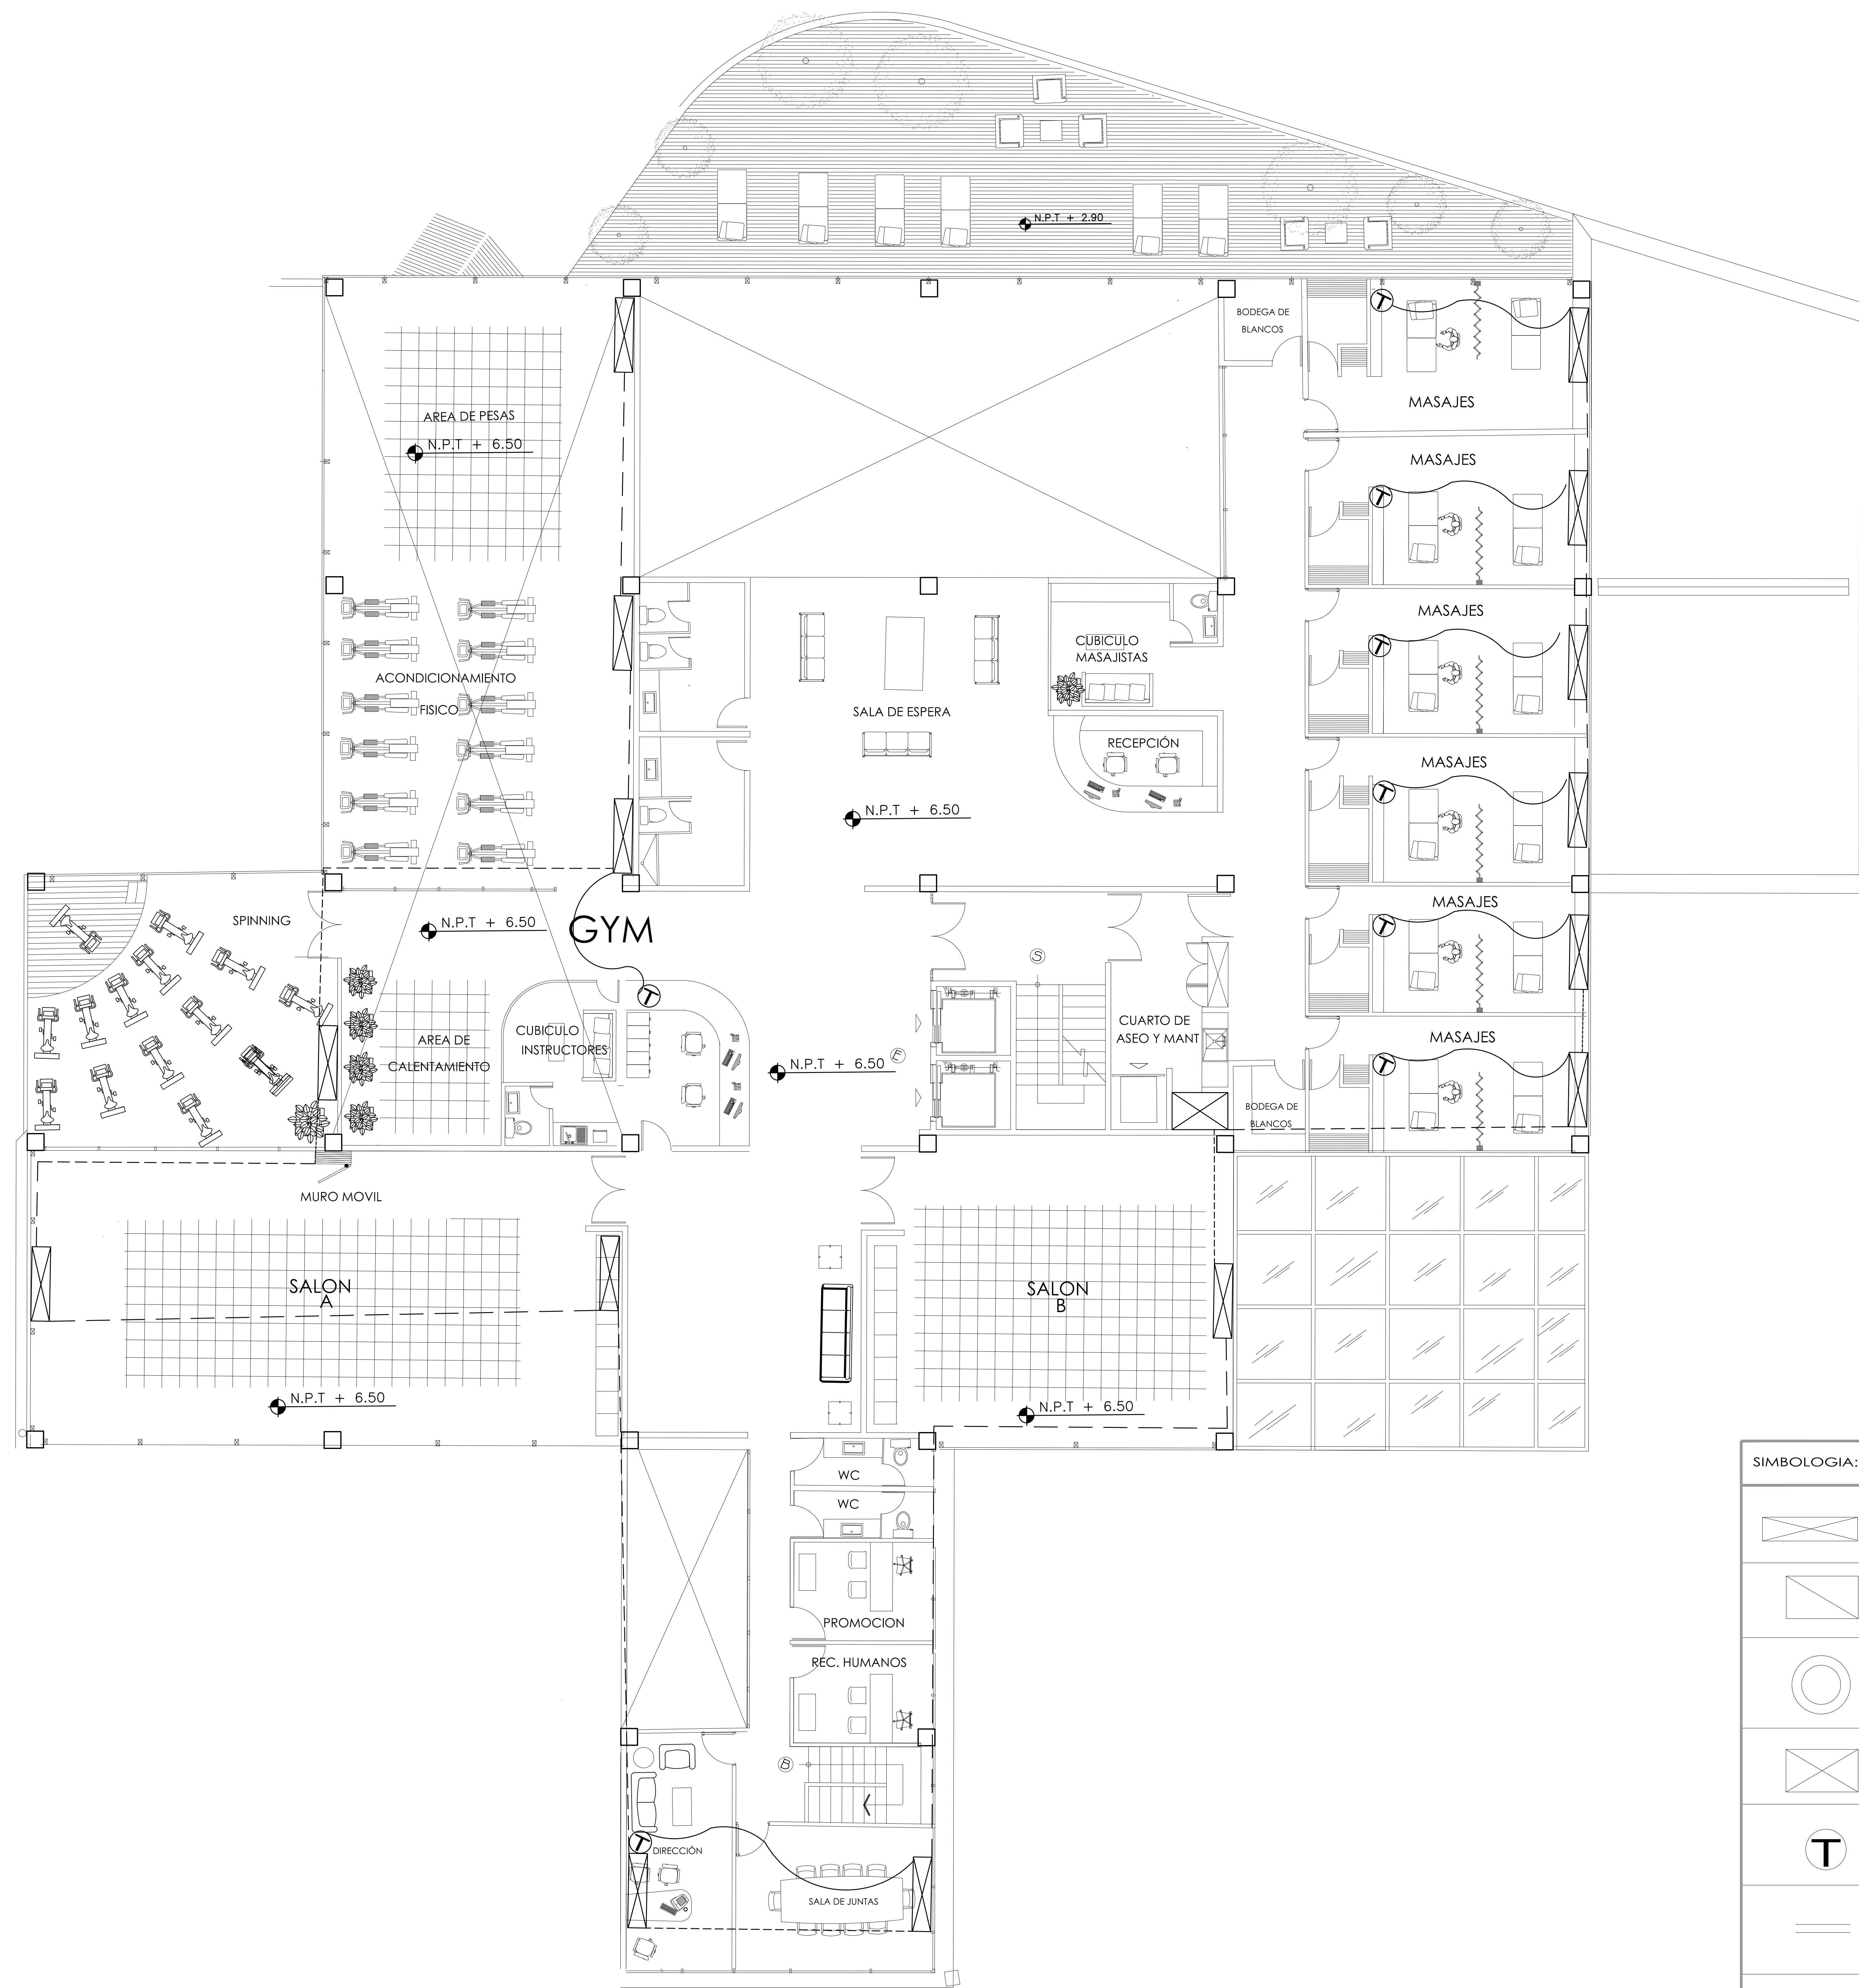 N.P.T + 2.90
BODEGA DE
BLANCOS
MASAJES
AREA DE PESAS
N.P.T + 6.50
MASAJES
T
T
MASAJES
T
CUBICULO
MASAJISTAS
ACONDICIONAMIENTO
FISICO
SALA DE ESPERA
RECEPCIÓN
MASAJES
T
N.P.T + 6.50
MASAJES
T
SPINNING
N.P.T + 6.50
GYM
S
T
CUARTO DE
ASEO Y MANT
CUBICULO
INSTRUCTORES
AREA DE
CALENTAMIENTO
MASAJES
T
E
N.P.T + 6.50
BODEGA DE
BLANCOS
MURO MOVIL
SALON
A
SALON
B
N.P.T + 6.50
N.P.T + 6.50
SIMBOLOGIA:
WC
WC
PROMOCION
REC. HUMANOS
B
T
T
DIRECCIÓN
SALA DE JUNTAS